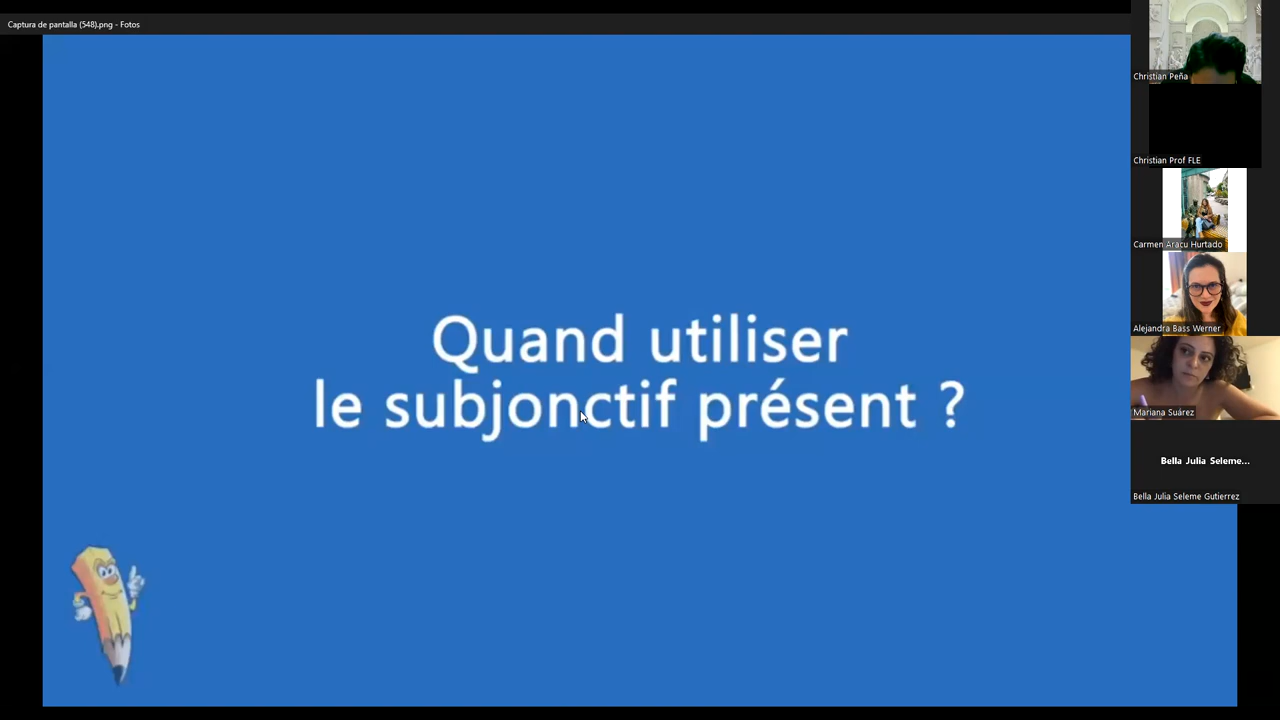 Captura de pantalla (548).png - Fotos
Quand utiliser
le subjonctif présent ?
Christian Peña
Christian Prof FLE
Carmen Aracu Hurtado
Alejandra Bass Werner
Mariana Suárez
Bella Julia Seleme...
Bella Julia Seleme Gutierrez